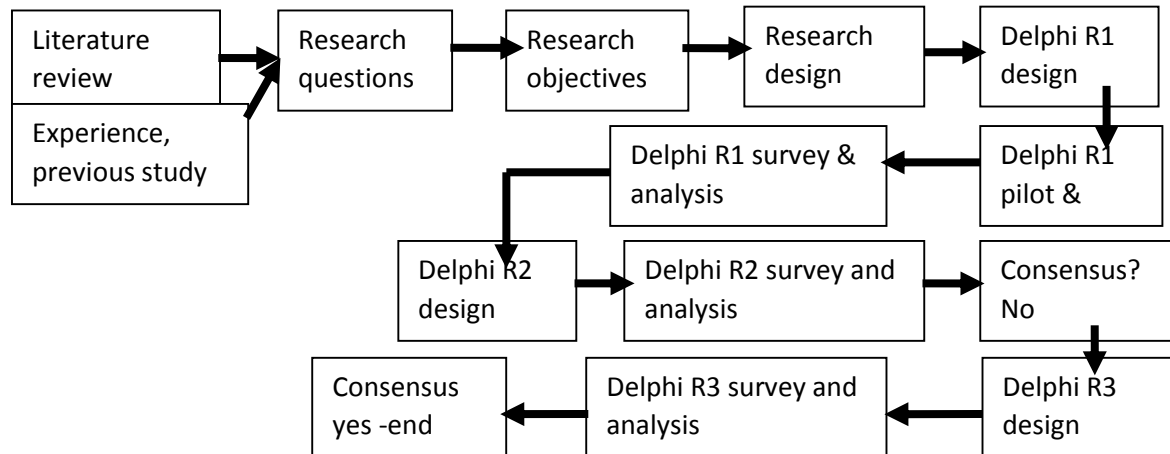 Literature
review
Experience,
previous study
Research
questions
Research
objectives
Research
design
Delphi R1
design
Delphi R1
pilot &
Delphi R1 survey &
analysis
Delphi R2
design
Delphi R2 survey and
analysis
Consensus?
No
Delphi R3
design
Delphi R3 survey and
analysis
Consensus
yes -end